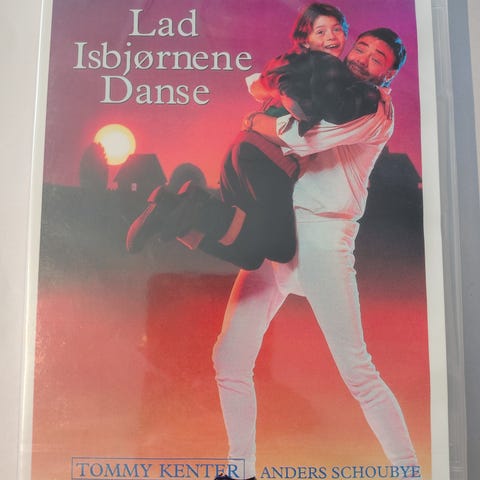 Lad
Isbjørnene
Danse
TOMMY KENTER
ANDERS SCHOUBYE